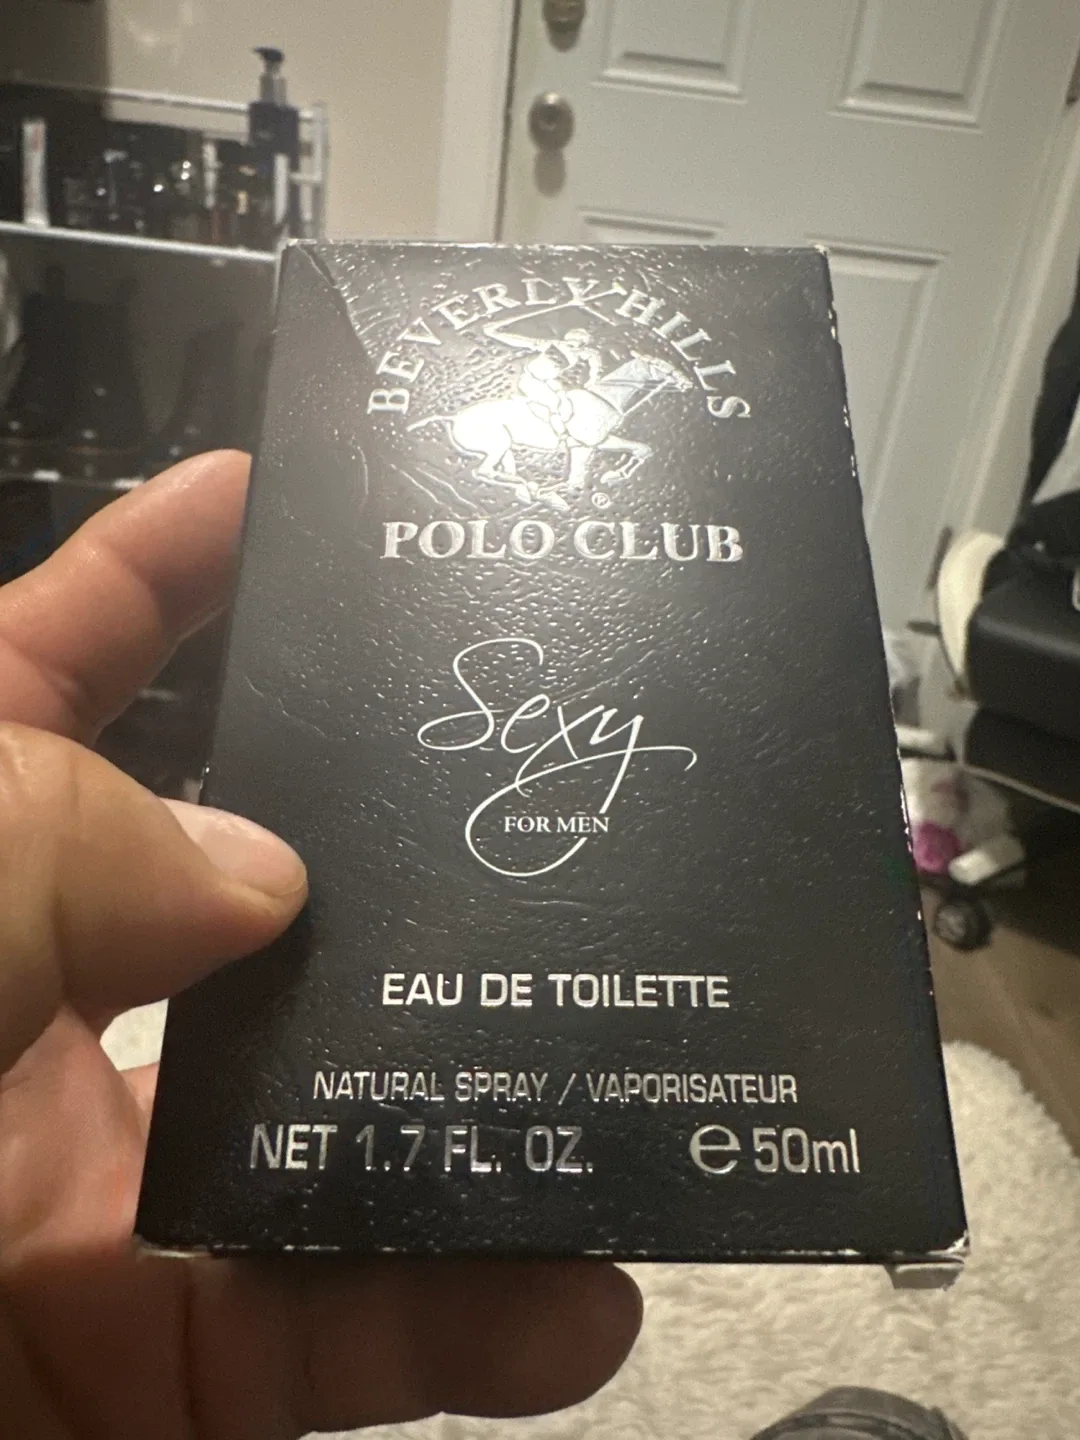 BEVERLY HILLS
®
POLO CLUB
Sexy
FOR MEN
EAU DE TOILETTE
NATURAL SPRAY / VAPORISATEUR
NET 1.7 FL. OZ. e 50ml